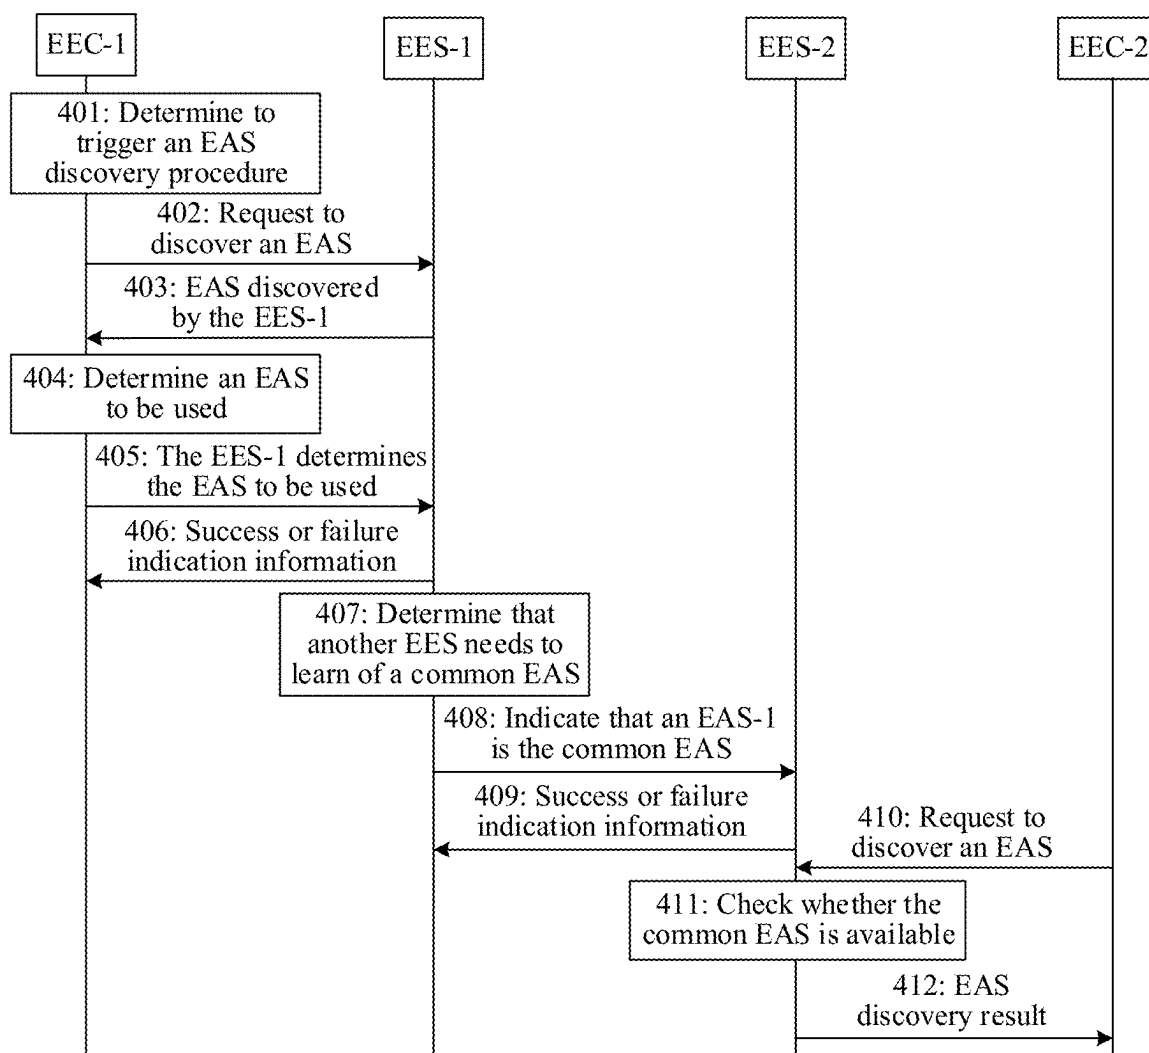 EEC-1
EES-1
EES-2
EEC-2
401: Determine to
trigger an EAS
discovery procedure
402: Request to
discover an EAS
403: EAS discovered
by the EES-1
404: Determine an EAS
to be used
405: The EES-1 determines
the EAS to be used
406: Success or failure
indication information
407: Determine that
another EES needs to
learn of a common EAS
408: Indicate that an EAS-1
is the common EAS
409: Success or failure
indication information
410: Request to
discover an EAS
411: Check whether the
common EAS is available
412: EAS
discovery result